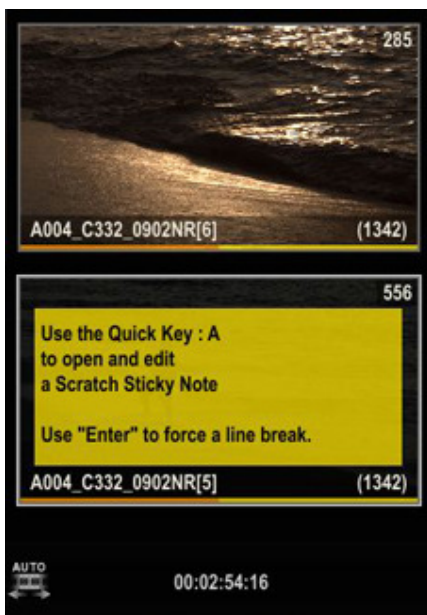 285
A004_C332_0902NR[6] (1342)
556
Use the Quick Key : A
to open and edit
a Scratch Sticky Note
Use "Enter" to force a line break.
A004_C332_0902NR[5] (1342)
AUTO
00:02:54:16